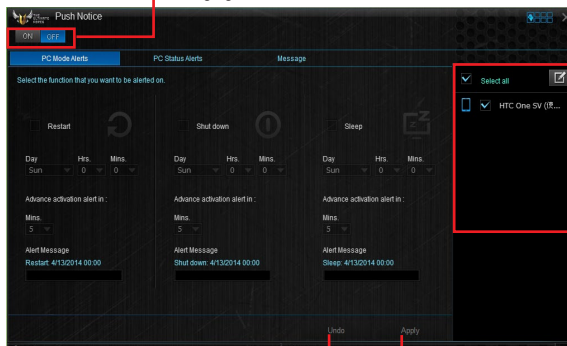 THE ULTIMATE FORCE Push Notice
ON OFF
PC Mode Alerts PC Status Alerts Message
Select the function that you want to be alerted on.
Select all
HTC One SV
Restart Shut down Sleep
Day Hrs. Mins. Day Hrs. Mins. Day Hrs. Mins.
Sun 0 0 Sun 0 0 Sun 0 0
Advance activation alert in : Advance activation alert in : Advance activation alert in :
Mins. Mins. Mins.
5 5 5
Alert Message Alert Message Alert Message
Restart: 4/13/2014 00:00 Shut down: 4/13/2014 00:00 Sleep: 4/13/2014 00:00
Undo Apply